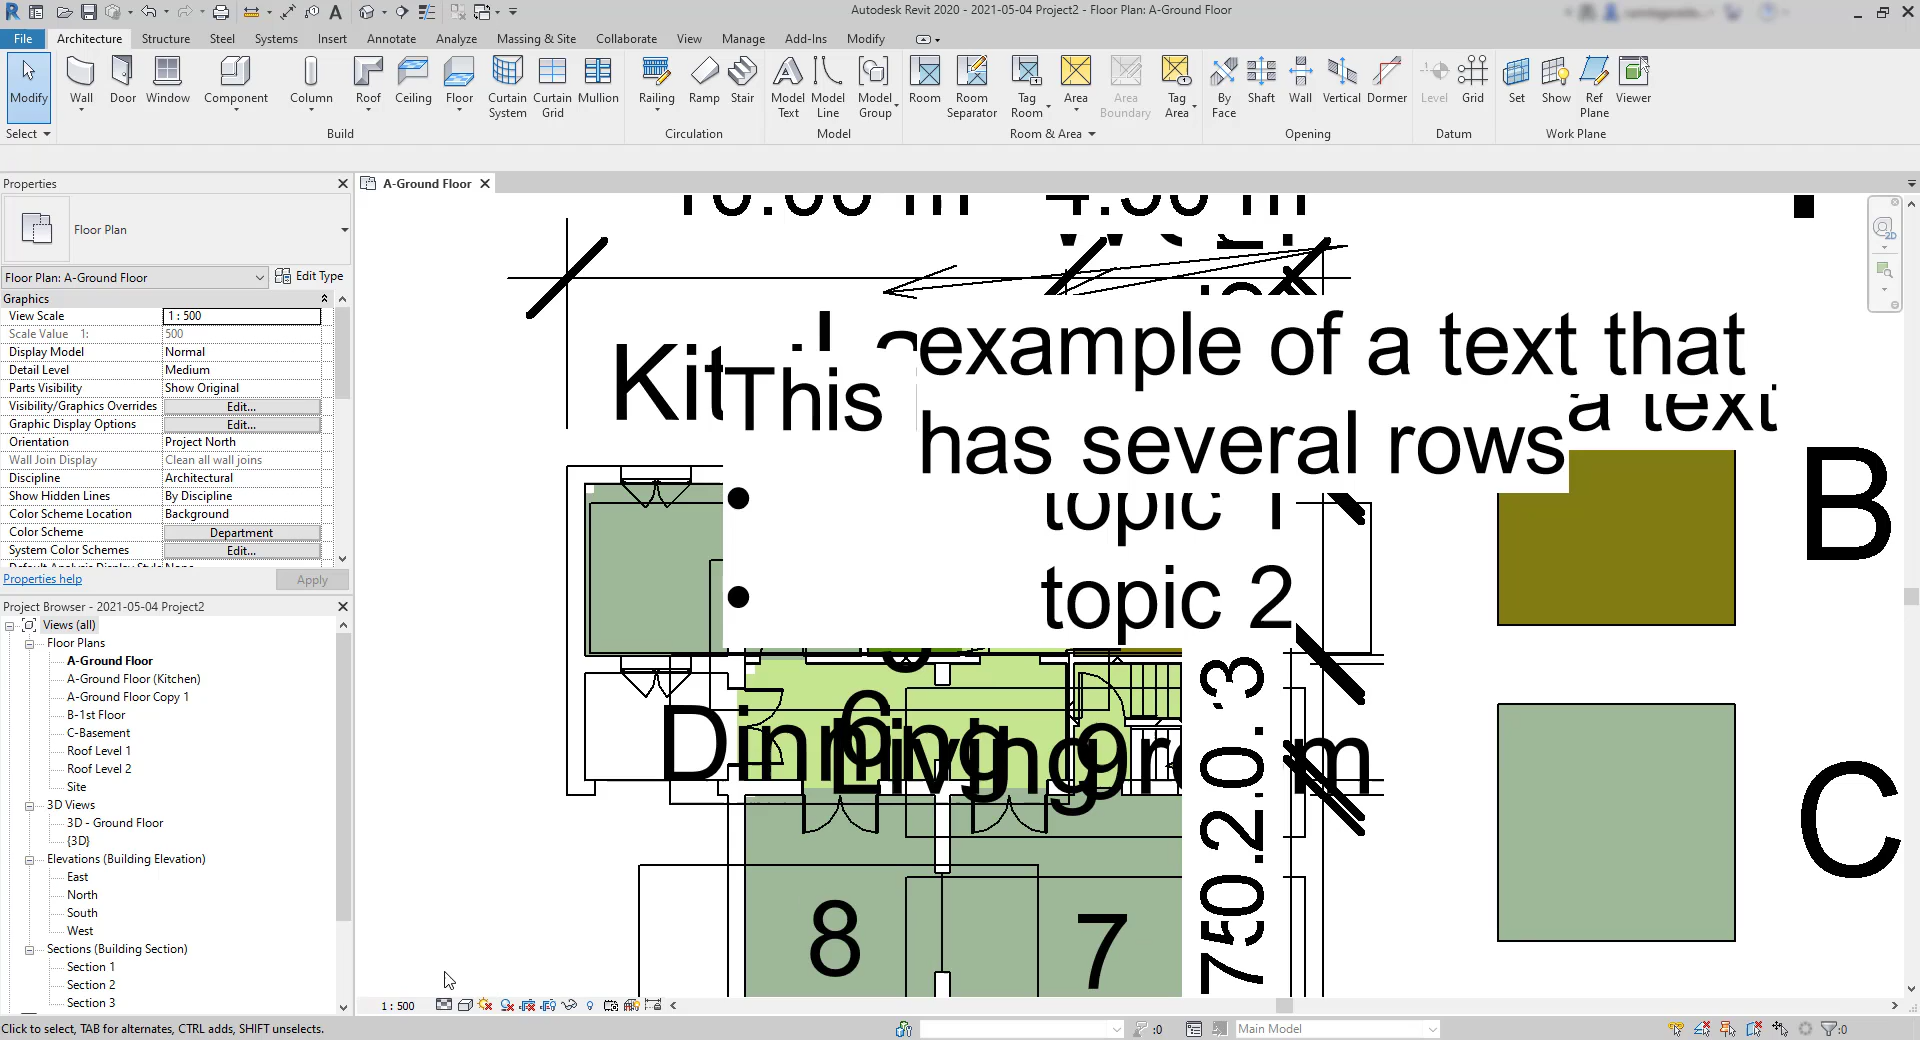 Autodesk Revit 2020 - 2021-05-04 Project2 - Floor Plan: A-Ground Floor
File Architecture Structure Steel Systems Insert Annotate Analyze Massing & Site Collaborate View Manage Add-Ins Modify
Modify Wall Door Window Component Column Roof Ceiling Floor Curtain System Curtain Grid Mullion Railing Ramp Stair Model Text Model Line Model Group Room Room Separator Tag Room Area Area Boundary Tag Area By Face Shaft Wall Vertical Dormer Level Grid Set Show Ref Plane Viewer
Select Build Circulation Model Room & Area Opening Datum Work Plane
Properties
Floor Plan
Floor Plan: A-Ground Floor Edit Type
Graphics
View Scale 1 : 500
Scale Value 1: 500
Display Model Normal
Detail Level Medium
Parts Visibility Show Original
Visibility/Graphics Overrides Edit...
Graphic Display Options Edit...
Orientation Project North
Wall Join Display Clean all wall joins
Discipline Architectural
Show Hidden Lines By Discipline
Color Scheme Location Background
Color Scheme Department
System Color Schemes Edit...
Properties help Apply
Project Browser - 2021-05-04 Project2
Views (all)
Floor Plans
A-Ground Floor
A-Ground Floor (Kitchen)
A-Ground Floor Copy 1
B-1st Floor
C-Basement
Roof Level 1
Roof Level 2
Site
3D Views
3D - Ground Floor
{3D}
Elevations (Building Elevation)
East
North
South
West
Sections (Building Section)
Section 1
Section 2
Section 3
A-Ground Floor
2D
Kit
This
example of a text that
has several rows
a text
• topic 1
• topic 2
B
6
9
C
8
7
1 : 500
Click to select, TAB for alternates, CTRL adds, SHIFT unselects.
:0
Main Model
:0